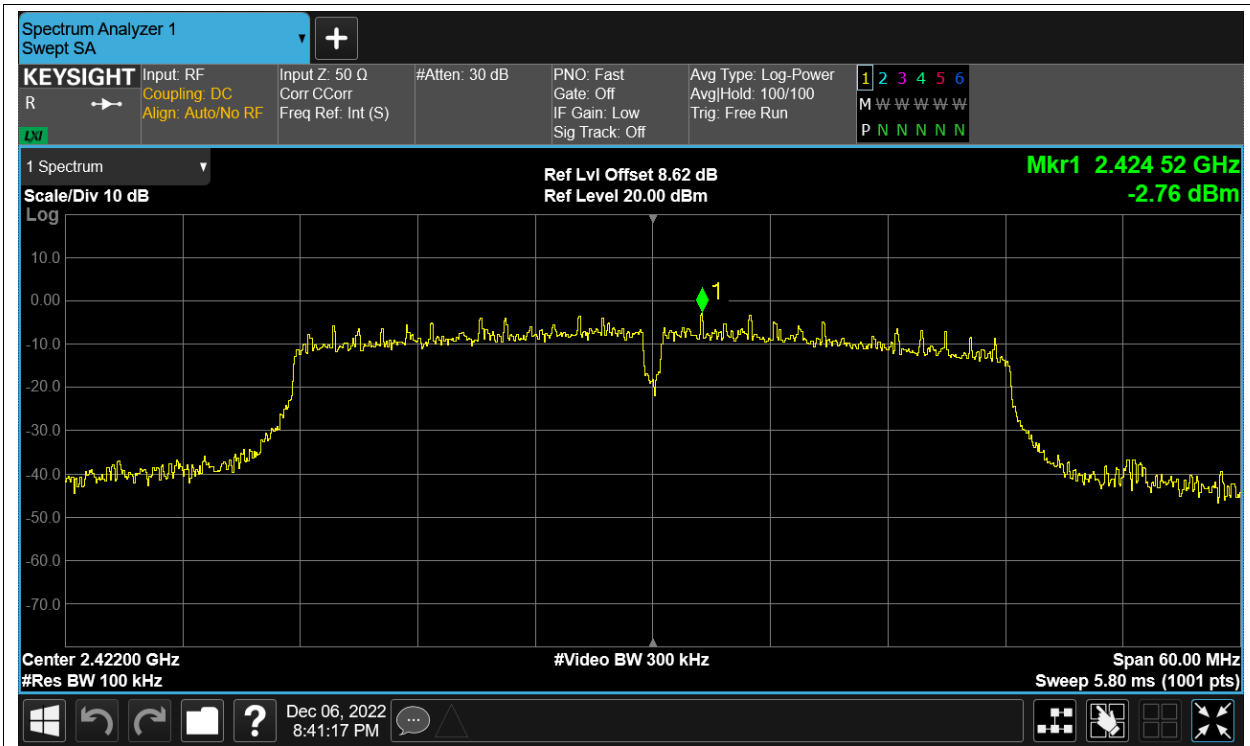 Spectrum Analyzer 1
Swept SA
KEYSIGHT
R
LXI
Input: RF
Coupling: DC
Align: Auto/No RF
Input Z: 50 Ω
Corr CCorr
Freq Ref: Int (S)
#Atten: 30 dB
PNO: Fast
Gate: Off
IF Gain: Low
Sig Track: Off
Avg Type: Log-Power
Avg|Hold: 100/100
Trig: Free Run
1 2 3 4 5 6
M W W W W W
P N N N N N
1 Spectrum
Scale/Div 10 dB
Ref Lvl Offset 8.62 dB
Ref Level 20.00 dBm
Mkr1 2.424 52 GHz
-2.76 dBm
Log
10.0
0.00
-10.0
-20.0
-30.0
-40.0
-50.0
-60.0
-70.0
1
Center 2.42200 GHz
#Res BW 100 kHz
#Video BW 300 kHz
Span 60.00 MHz
Sweep 5.80 ms (1001 pts)
?
Dec 06, 2022
8:41:17 PM